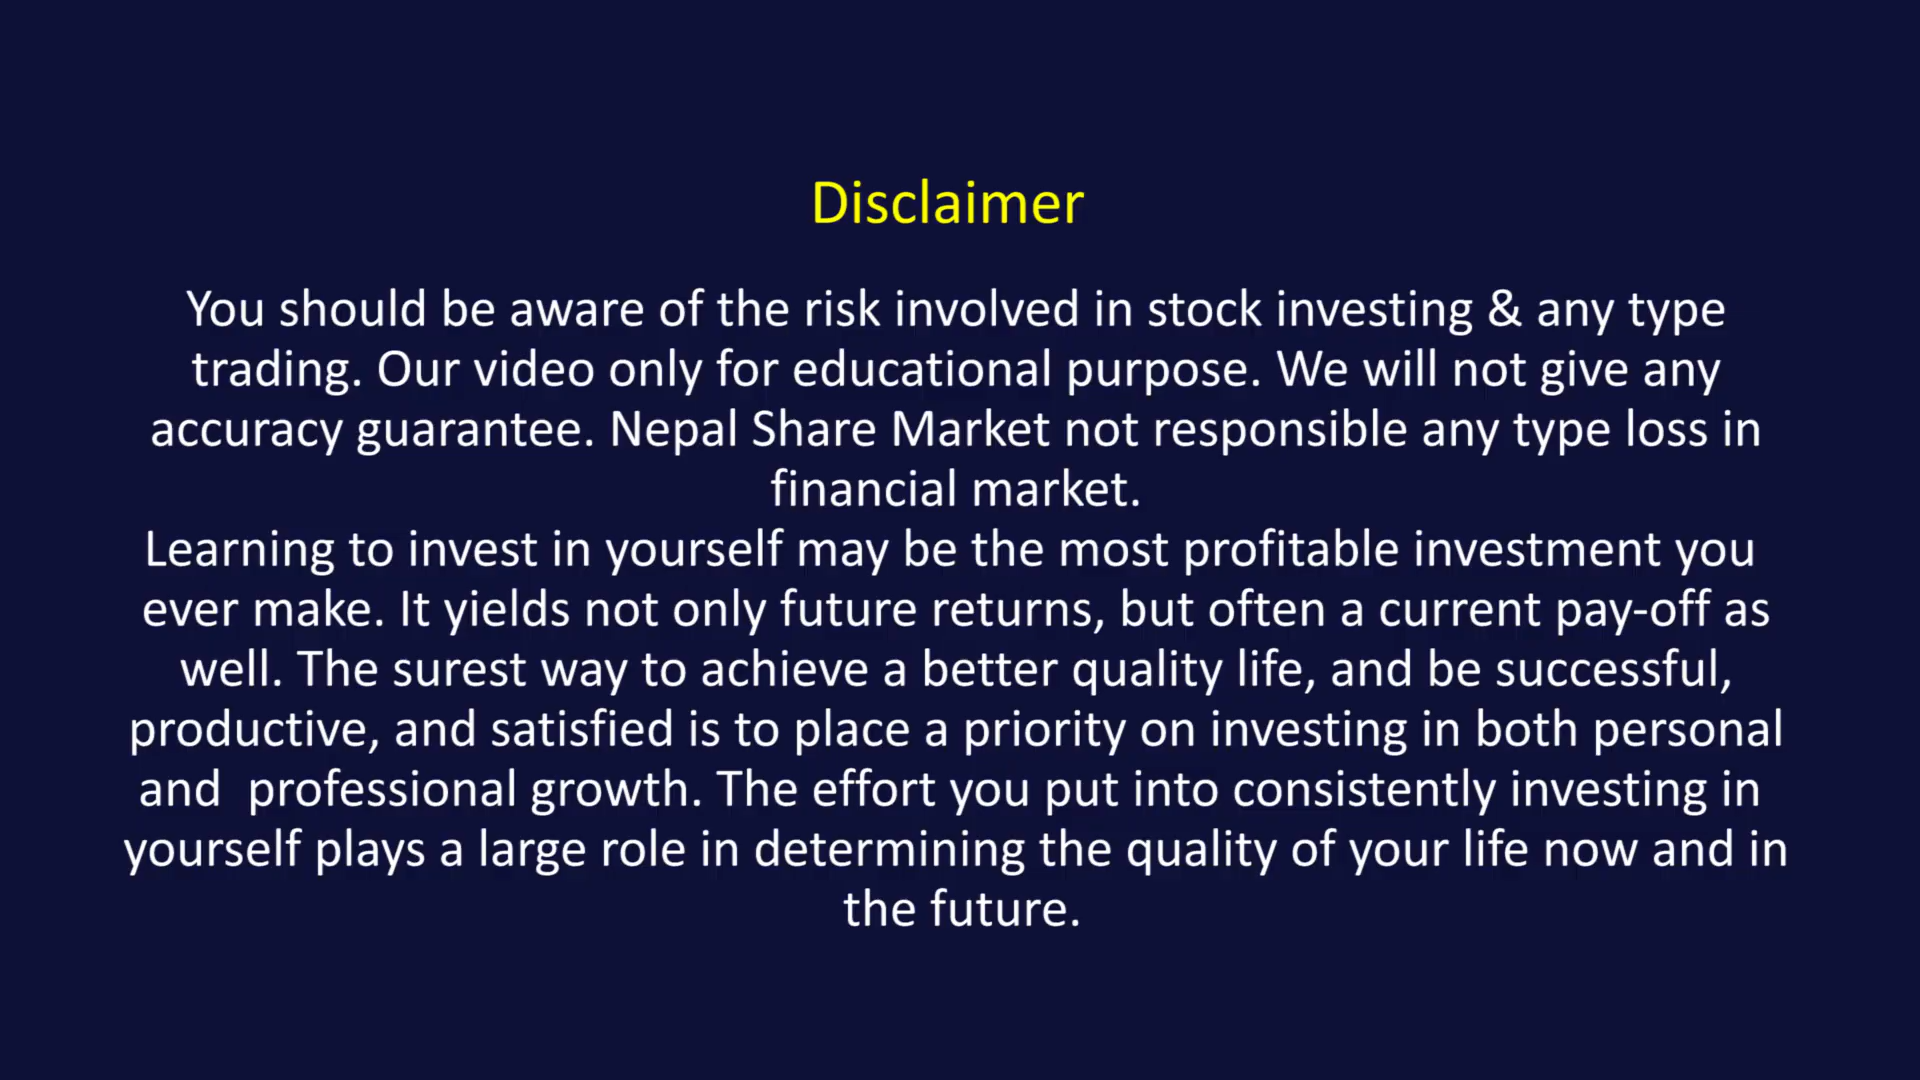 Disclaimer
You should be aware of the risk involved in stock investing & any type
trading. Our video only for educational purpose. We will not give any
accuracy guarantee. Nepal Share Market not responsible any type loss in
financial market.
Learning to invest in yourself may be the most profitable investment you
ever make. It yields not only future returns, but often a current pay-off as
well. The surest way to achieve a better quality life, and be successful,
productive, and satisfied is to place a priority on investing in both personal
and  professional growth. The effort you put into consistently investing in
yourself plays a large role in determining the quality of your life now and in
the future.